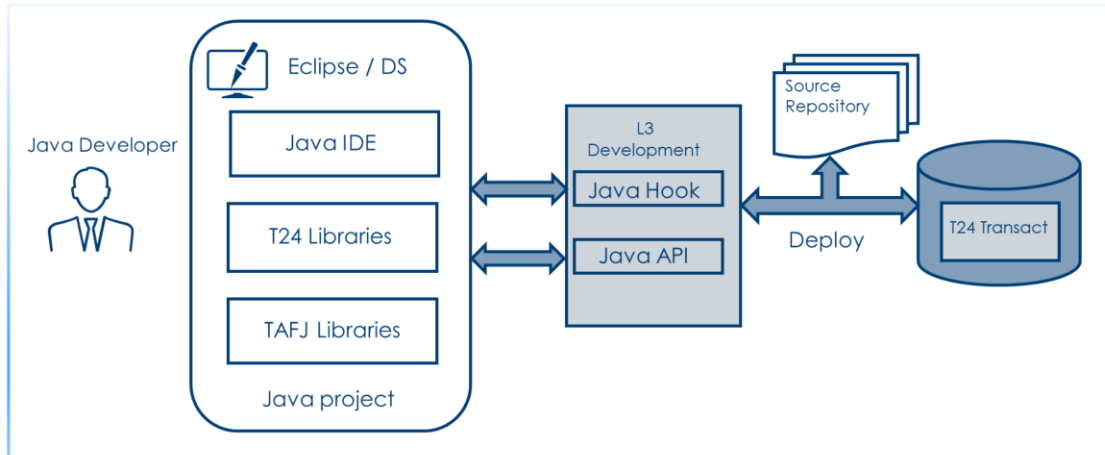 Java Developer
Eclipse / DS
Java IDE
T24 Libraries
TAFJ Libraries
Java project
L3
Development
Java Hook
Java API
Deploy
Source
Repository
T24 Transact